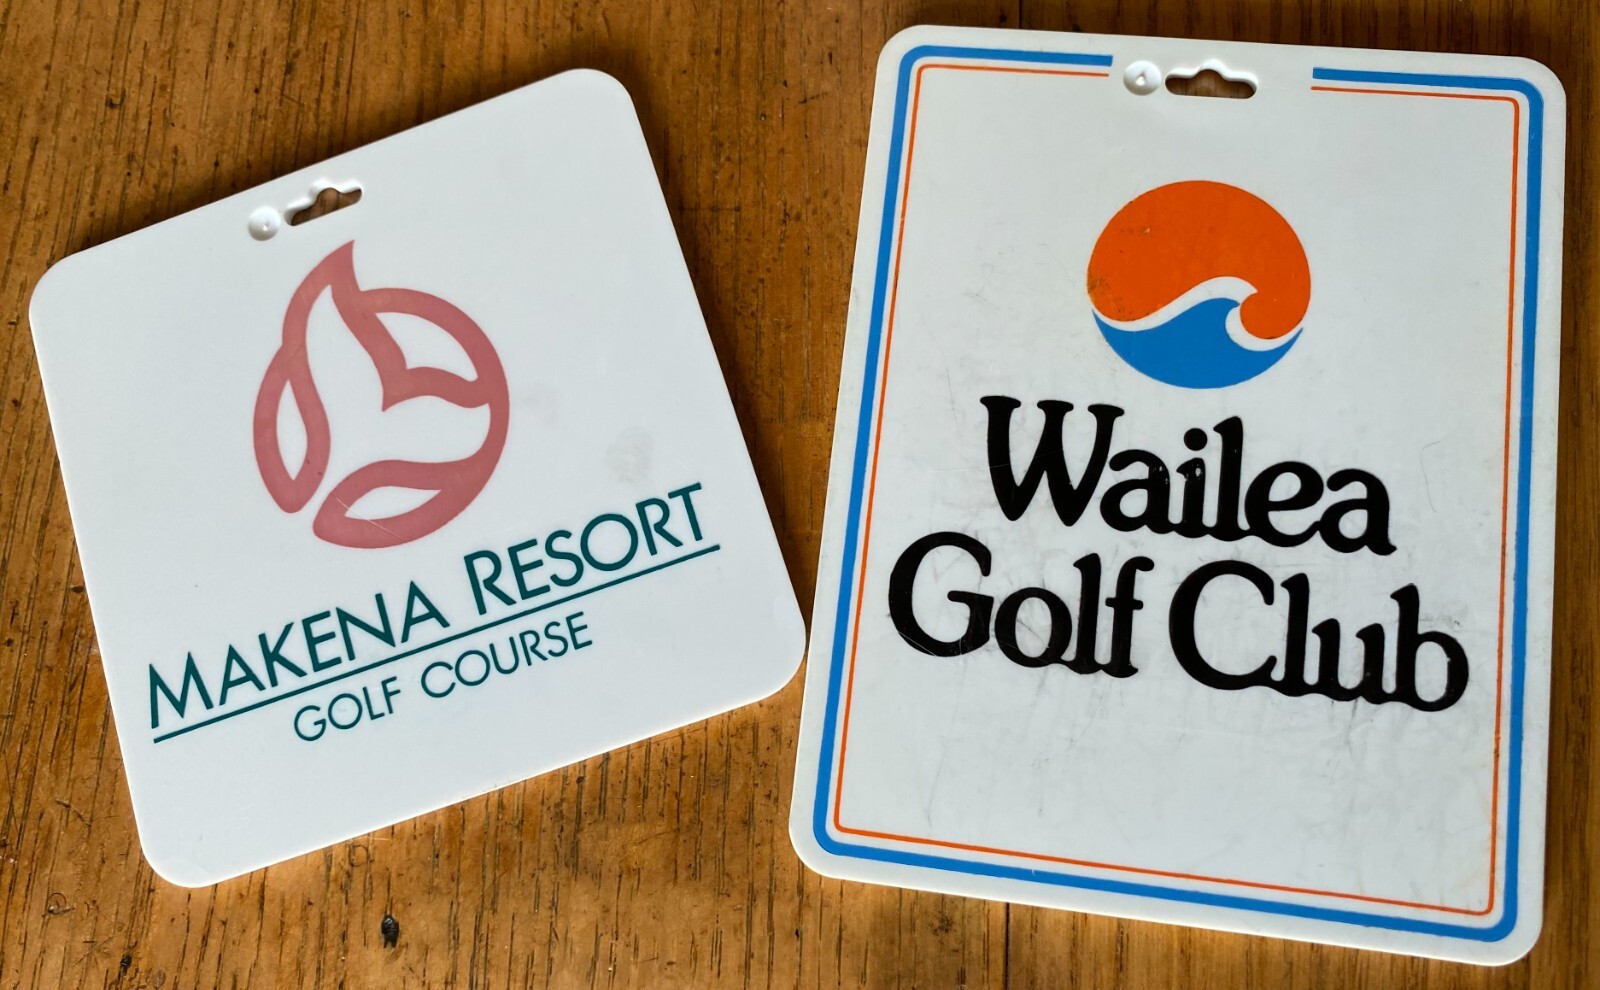 MAKENA RESORT
GOLF COURSE
Wailea
Golf Club